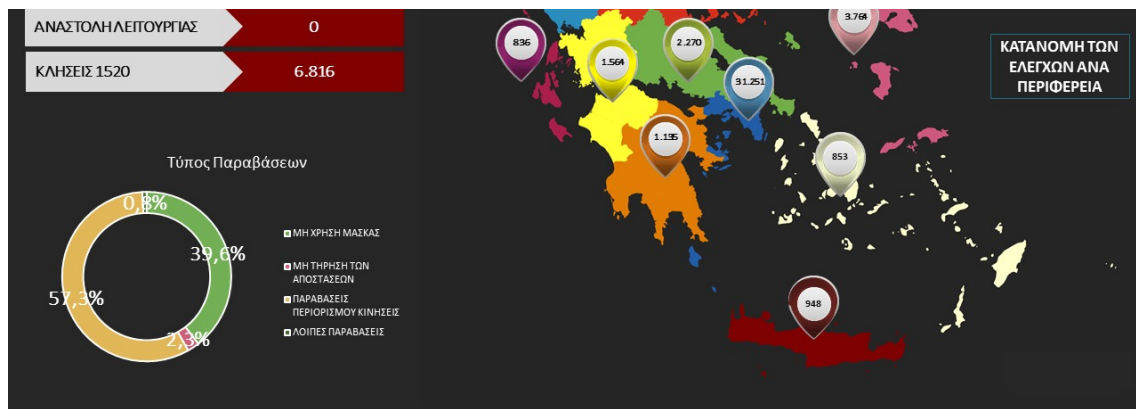 ΑΝΑΣΤΟΛΗ ΛΕΙΤΟΥΡΓΙΑΣ
0
ΚΛΗΣΕΙΣ 1520
6.816
Τύπος Παραβάσεων
0,8%
39,6%
57,3%
2,3%
ΜΗ ΧΡΗΣΗ ΜΑΣΚΑΣ
ΜΗ ΤΗΡΗΣΗ ΤΩΝ
ΑΠΟΣΤΑΣΕΩΝ
ΠΑΡΑΒΑΣΕΙΣ
ΠΕΡΙΟΡΙΣΜΟΥ ΚΙΝΗΣΕΙΣ
ΛΟΙΠΕΣ ΠΑΡΑΒΑΣΕΙΣ
836
1.564
2.270
3.764
31.251
1.135
853
948
ΚΑΤΑΝΟΜΗ ΤΩΝ
ΕΛΕΓΧΩΝ ΑΝΑ
ΠΕΡΙΦΕΡΕΙΑ